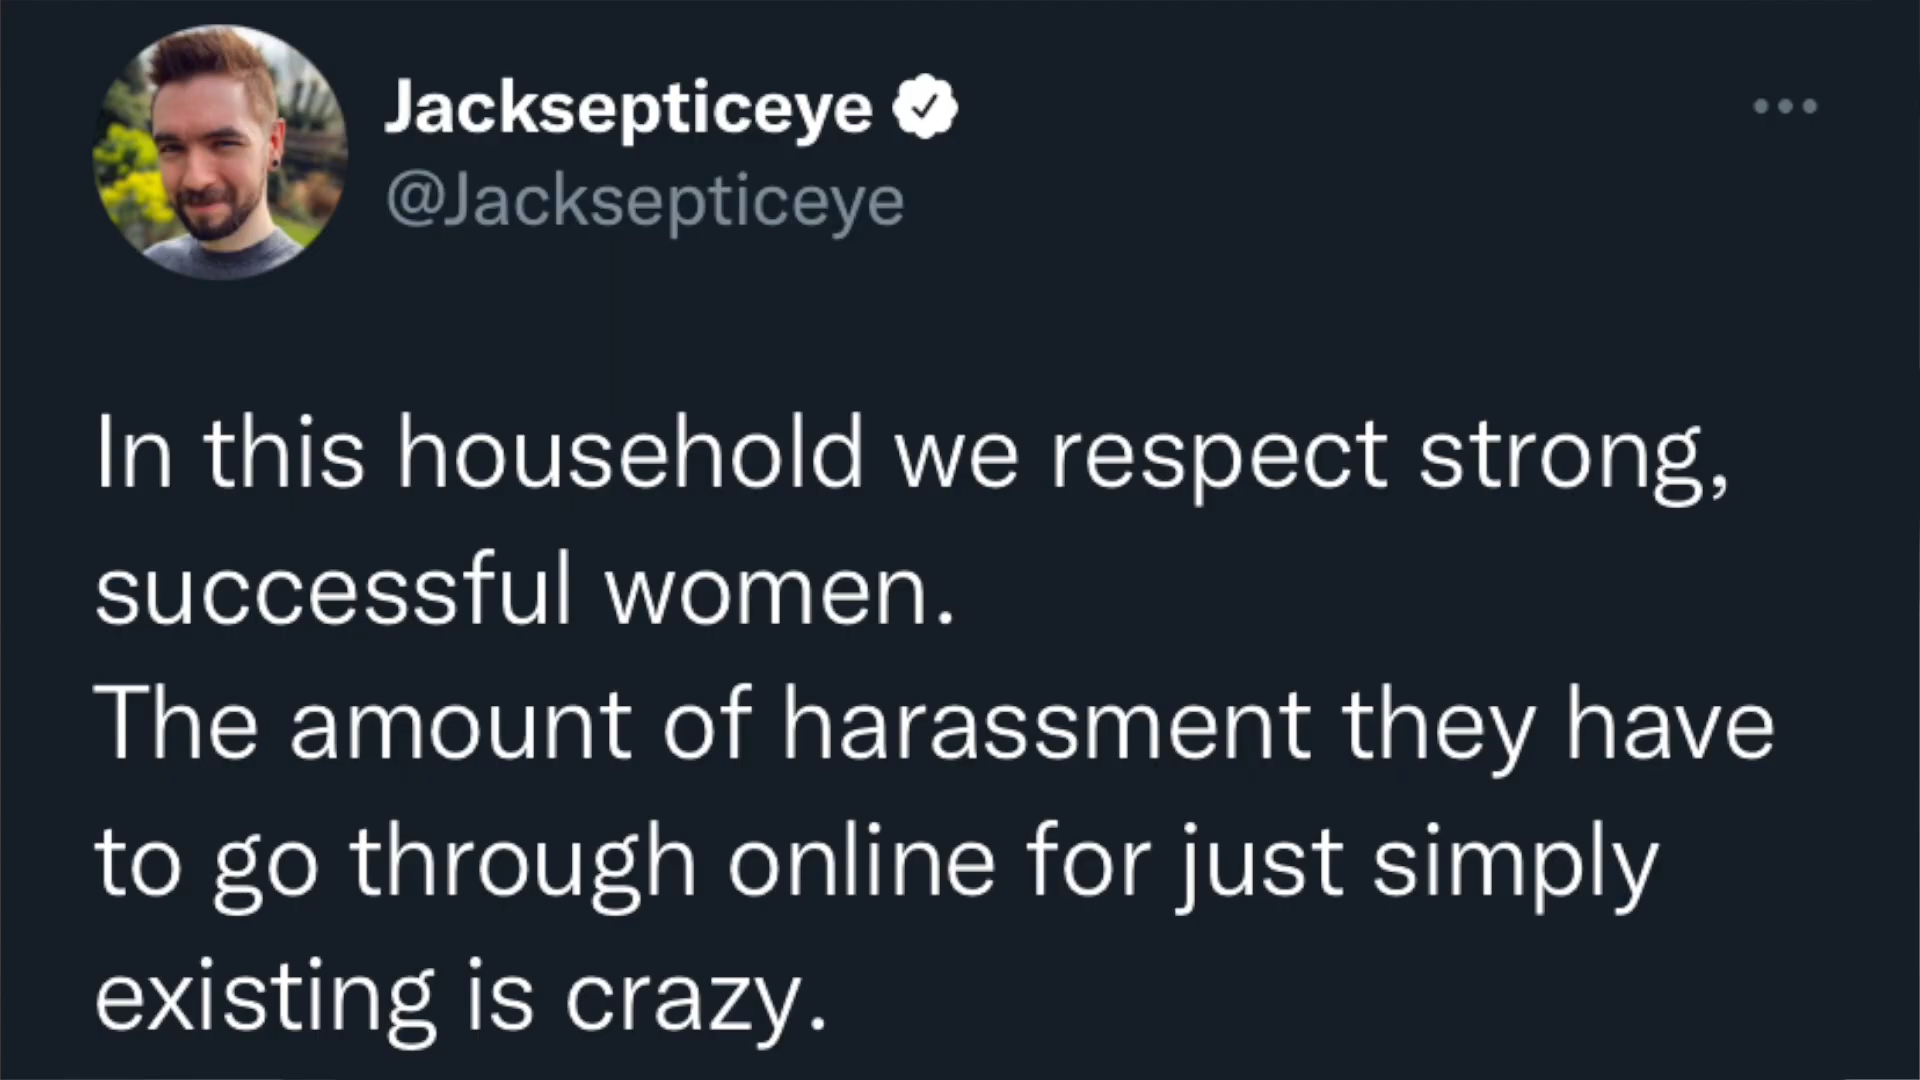 Jacksepticeye
@Jacksepticeye
In this household we respect strong,
successful women.
The amount of harassment they have
to go through online for just simply
existing is crazy.